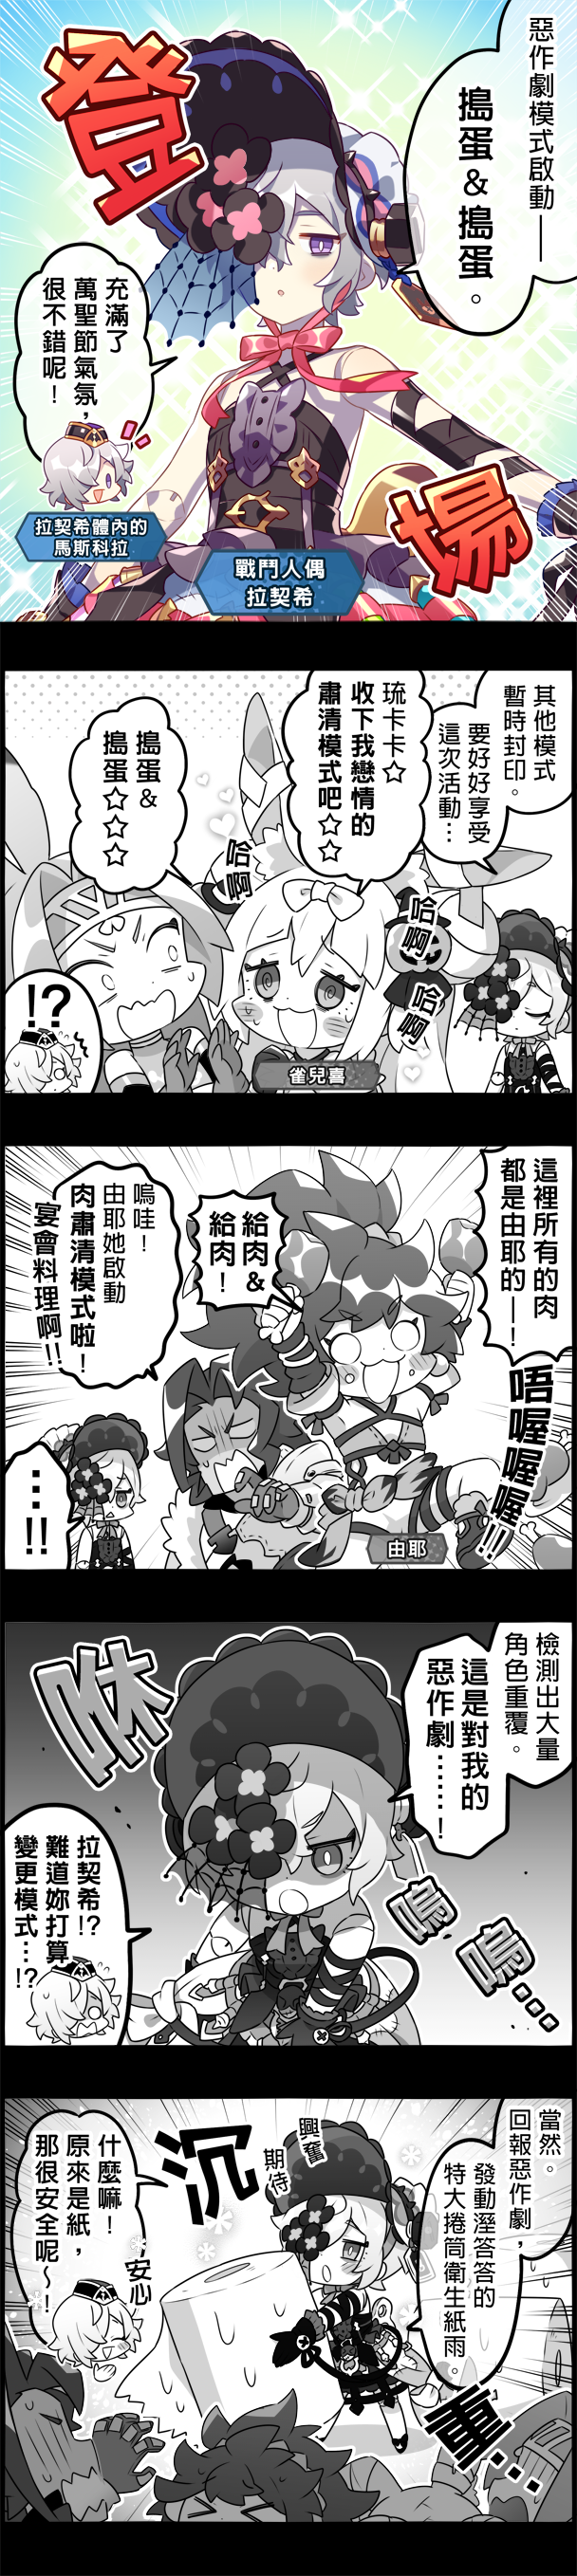 惡作劇模式啟動——
搗蛋＆搗蛋。
登
充滿了
萬聖節氣氛，
很不錯呢！
拉契希體內的
馬斯科拉
戰鬥人偶
拉契希
場
其他模式
暫時封印。
要好好享受
這次活動…
琉卡卡☆
收下我戀情的
肅清模式吧☆☆
搗蛋＆
搗蛋☆☆☆
哈啊
哈啊
哈啊
雀兒喜
!?
這裡所有的肉
都是由耶的——！
唔喔喔喔!!
給肉＆
給肉！
嗚哇！
由耶她啟動
肉肅清模式啦！
宴會料理啊!!
由耶
…!!
檢測出大量
角色重覆。
這是對我的
惡作劇……！
咻
嗚嗚…
拉契希!?
難道妳打算
變更模式…!?
當然。
回報惡作劇，
發動溼答答的
特大捲筒衛生紙雨。
興奮
期待
沉
重…
什麼嘛！
原來是紙，
那很安全呢～！
安心